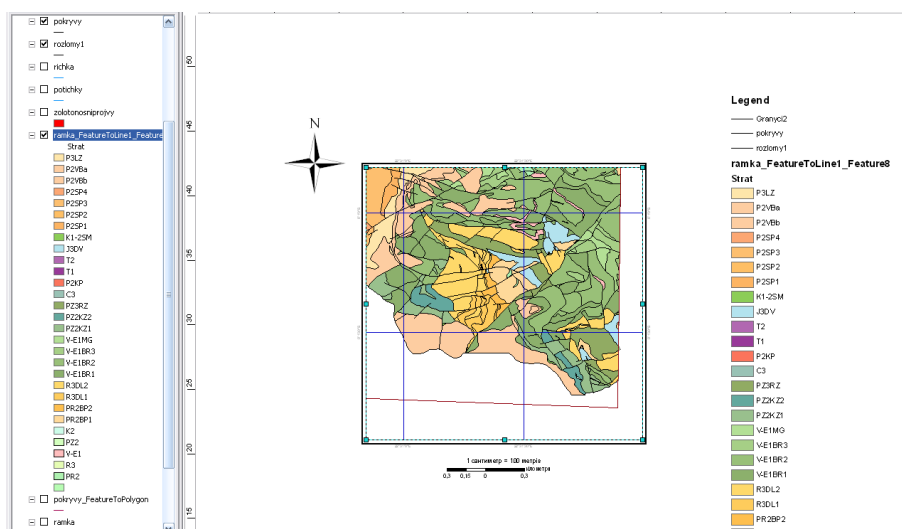 pokryvy
rozlomy1
richka
potichky
zolotonosniprojvy
ramka_FeatureToLine1_Feature
Strat
P3LZ
P2VBa
P2VBb
P2SP4
P2SP3
P2SP2
P2SP1
K1-2SM
J3DV
T2
T1
P2KP
C3
PZ3RZ
PZ2KZ2
PZ2KZ1
V-E1MG
V-E1BR3
V-E1BR2
V-E1BR1
R3DL2
R3DL1
PR2BP2
PR2BP1
K2
PZ2
V-E1
R3
PR2
pokryvy_FeatureToPolygon
ramka
60
55
50
45
40
35
30
25
20
15
N
1 сантиметр = 100 метрів
0,3 0,15 0 0,3
Кілометри
Legend
Granyci2
pokryvy
rozlomy1
ramka_FeatureToLine1_Feature8
Strat
P3LZ
P2VBa
P2VBb
P2SP4
P2SP3
P2SP2
P2SP1
K1-2SM
J3DV
T2
T1
P2KP
C3
PZ3RZ
PZ2KZ2
PZ2KZ1
V-E1MG
V-E1BR3
V-E1BR2
V-E1BR1
R3DL2
R3DL1
PR2BP2